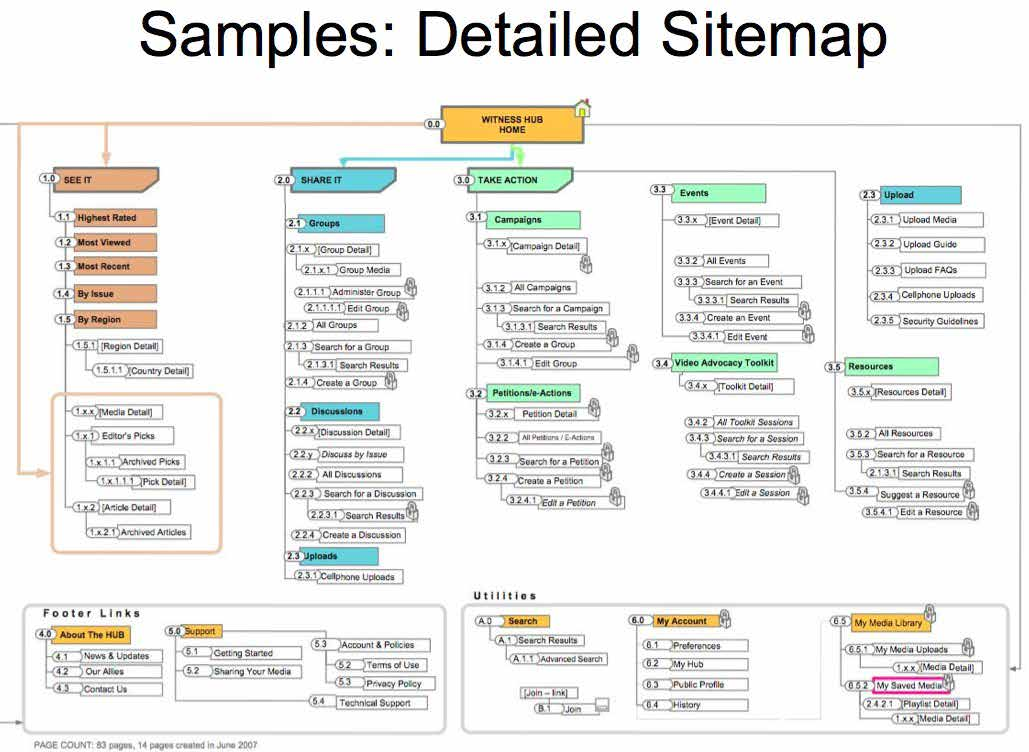 Samples: Detailed Sitemap
0.0 WITNESS HUB
HOME
1.0 SEE IT
1.1 Highest Rated
1.2 Most Viewed
1.3 Most Recent
1.4 By Issue
1.5 By Region
1.5.1 [Region Detail]
1.5.1.1 [Country Detail]
1.x.x [Media Detail]
1.x.1 Editor's Picks
1.x.1.1 Archived Picks
1.x.1.1.1 [Pick Detail]
1.x.2 [Article Detail]
1.x.2.1 Archived Articles
2.0 SHARE IT
2.1 Groups
2.1.x [Group Detail]
2.1.x.1 Group Media
2.1.1.1 Administer Group
2.1.1.1.1 Edit Group
2.1.2 All Groups
2.1.3 Search for a Group
2.1.3.1 Search Results
2.1.4 Create a Group
2.2 Discussions
2.2.x [Discussion Detail]
2.2.y Discuss by Issue
2.2.2 All Discussions
2.2.3 Search for a Discussion
2.2.3.1 Search Results
2.2.4 Create a Discussion
2.3 Uploads
2.3.1 Cellphone Uploads
3.0 TAKE ACTION
3.1 Campaigns
3.1.x [Campaign Detail]
3.1.2 All Campaigns
3.1.3 Search for a Campaign
3.1.3.1 Search Results
3.1.4 Create a Group
3.1.4.1 Edit Group
3.2 Petitions/e-Actions
3.2.x Petition Detail
3.2.2 All Petitions / E-Actions
3.2.3 Search for a Petition
3.2.4 Create a Petition
3.2.4.1 Edit a Petition
3.3 Events
3.3.x [Event Detail]
3.3.2 All Events
3.3.3 Search for an Event
3.3.3.1 Search Results
3.3.4 Create an Event
3.3.4.1 Edit Event
3.4 Video Advocacy Toolkit
3.4.x [Toolkit Detail]
3.4.2 All Toolkit Sessions
3.4.3 Search for a Session
3.4.3.1 Search Results
3.4.4 Create a Session
3.4.4.1 Edit a Session
2.3 Upload
2.3.1 Upload Media
2.3.2 Upload Guide
2.3.3 Upload FAQs
2.3.4 Cellphone Uploads
2.3.5 Security Guidelines
3.5 Resources
3.5.x [Resources Detail]
3.5.2 All Resources
3.5.3 Search for a Resource
2.1.3.1 Search Results
3.5.4 Suggest a Resource
3.5.4.1 Edit a Resource
Footer Links
4.0 About The HUB
4.1 News & Updates
4.2 Our Allies
4.3 Contact Us
5.0 Support
5.1 Getting Started
5.2 Sharing Your Media
5.3 Account & Policies
5.2 Terms of Use
5.3 Privacy Policy
5.4 Technical Support
Utilities
A.0 Search
A.1 Search Results
A.1.1 Advanced Search
[Join – link]
B.1 Join
6.0 My Account
6.1 Preferences
6.2 My Hub
6.3 Public Profile
6.4 History
6.5 My Media Library
6.5.1 My Media Uploads
1.x.x [Media Detail]
6.5.2 My Saved Media
2.4.2.1 [Playlist Detail]
1.x.x [Media Detail]
PAGE COUNT: 83 pages, 14 pages created in June 2007